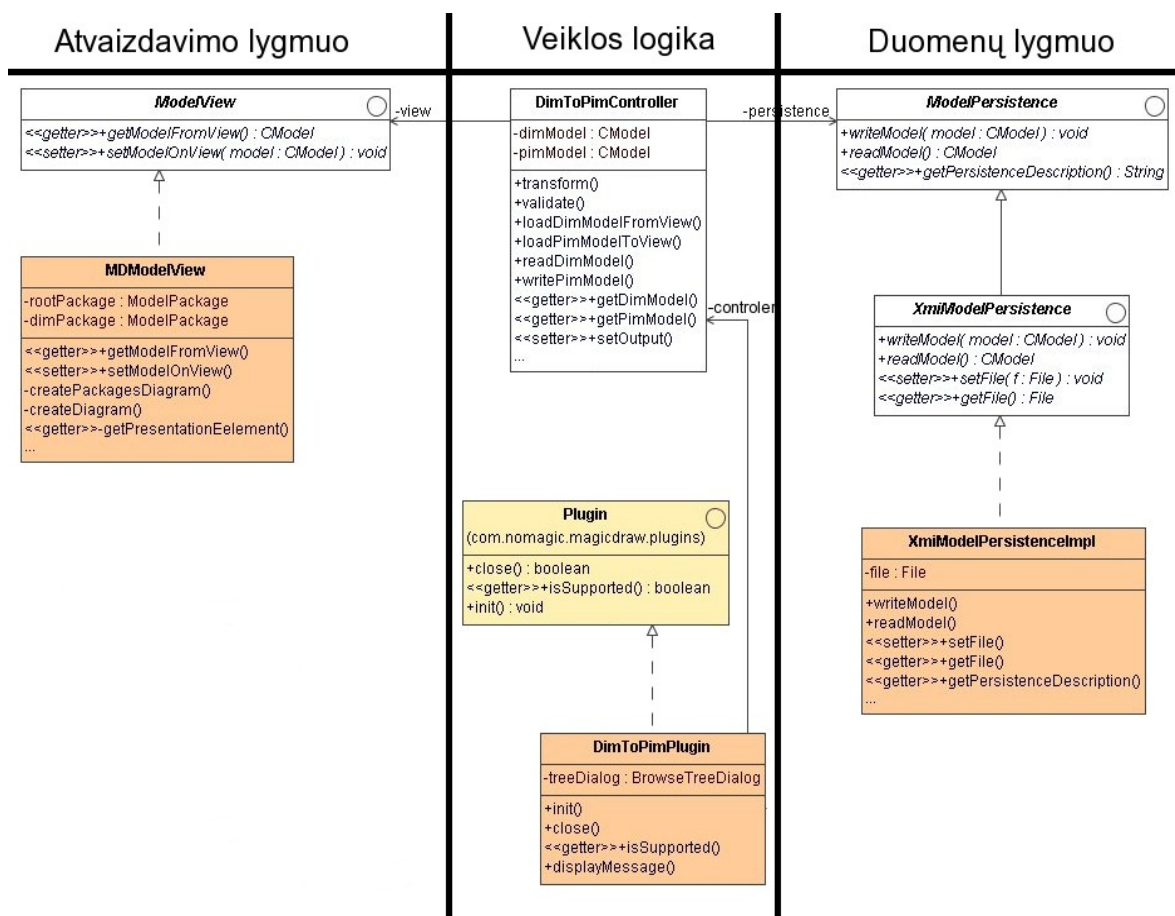 Atvaizdavimo lygmuo
Veiklos logika
Duomenų lygmuo
ModelView
<<getter>>+getModelFromView() : CModel
<<setter>>+setModelOnView( model : CModel ) : void
-view
MDModelView
-rootPackage : ModelPackage
-dimPackage : ModelPackage
<<getter>>+getModelFromView()
<<setter>>+setModelOnView()
-createPackagesDiagram()
-createDiagram()
<<getter>>-getPresentationEelement()
...
DimToPimController
-dimModel : CModel
-pimModel : CModel
+transform()
+validate()
+loadDimModelFromView()
+loadPimModelToView()
+readDimModel()
+writePimModel()
<<getter>>+getDimModel()
<<getter>>+getPimModel()
<<setter>>+setOutput()
...
-persistence
-controler
Plugin
(com.nomagic.magicdraw.plugins)
+close() : boolean
<<getter>>+isSupported() : boolean
+init() : void
DimToPimPlugin
-treeDialog : BrowseTreeDialog
+init()
+close()
<<getter>>+isSupported()
+displayMessage()
ModelPersistence
+writeModel( model : CModel ) : void
+readModel() : CModel
<<getter>>+getPersistenceDescription() : String
XmiModelPersistence
+writeModel( model : CModel ) : void
+readModel() : CModel
<<setter>>+setFile( f : File ) : void
<<getter>>+getFile() : File
XmiModelPersistenceImpl
-file : File
+writeModel()
+readModel()
<<setter>>+setFile()
<<getter>>+getFile()
<<getter>>+getPersistenceDescription()
...